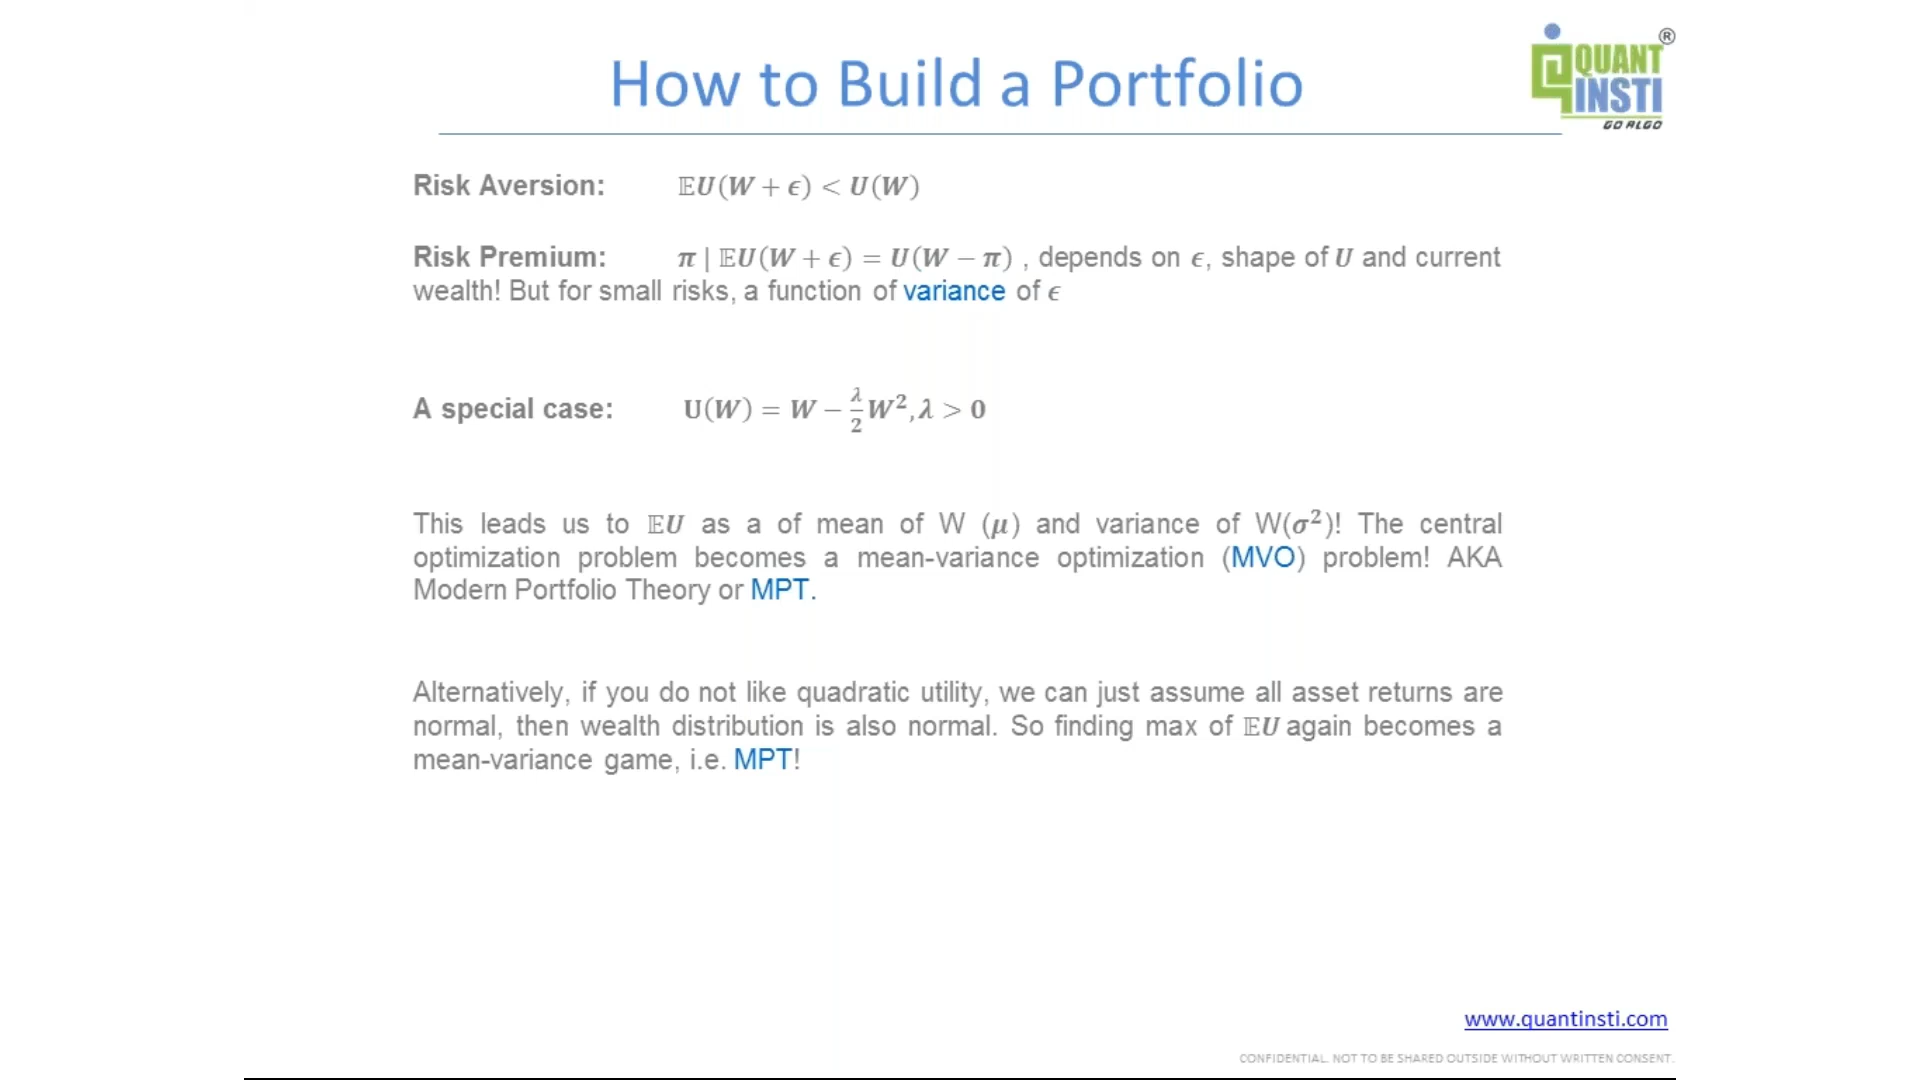 How to Build a Portfolio
QUANT
INSTI
®
GO ALGO
Risk Aversion: 𝔼U(W + ϵ) < U(W)
Risk Premium: π | 𝔼U(W + ϵ) = U(W − π) , depends on ϵ, shape of U and current
wealth! But for small risks, a function of variance of ϵ
A special case: U(W) = W − λ/2 W², λ > 0
This leads us to 𝔼U as a of mean of W (μ) and variance of W(σ²)! The central
optimization problem becomes a mean-variance optimization (MVO) problem! AKA
Modern Portfolio Theory or MPT.
Alternatively, if you do not like quadratic utility, we can just assume all asset returns are
normal, then wealth distribution is also normal. So finding max of 𝔼U again becomes a
mean-variance game, i.e. MPT!
www.quantinsti.com
CONFIDENTIAL. NOT TO BE SHARED OUTSIDE WITHOUT WRITTEN CONSENT.